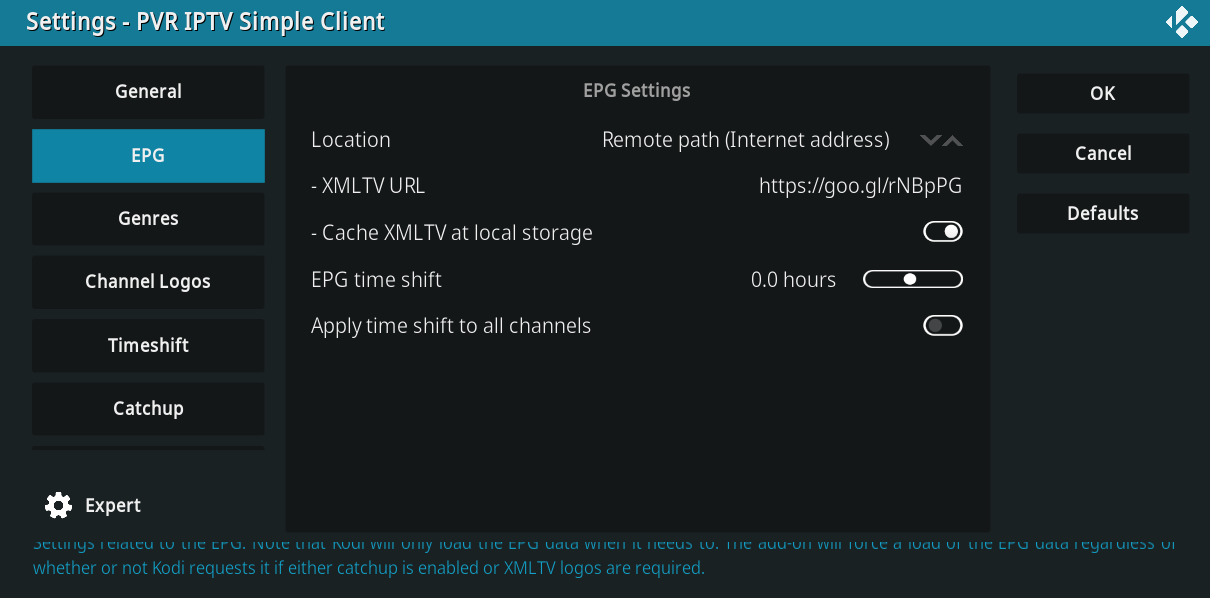 Settings - PVR IPTV Simple Client
General
EPG
Genres
Channel Logos
Timeshift
Catchup
Expert
EPG Settings
Location Remote path (Internet address)
- XMLTV URL https://goo.gl/rNBpPG
- Cache XMLTV at local storage
EPG time shift 0.0 hours
Apply time shift to all channels
OK
Cancel
Defaults
Settings related to the EPG. Note that Kodi will only load the EPG data when it needs to. The add-on will force a load of the EPG data regardless of
whether or not Kodi requests it if either catchup is enabled or XMLTV logos are required.